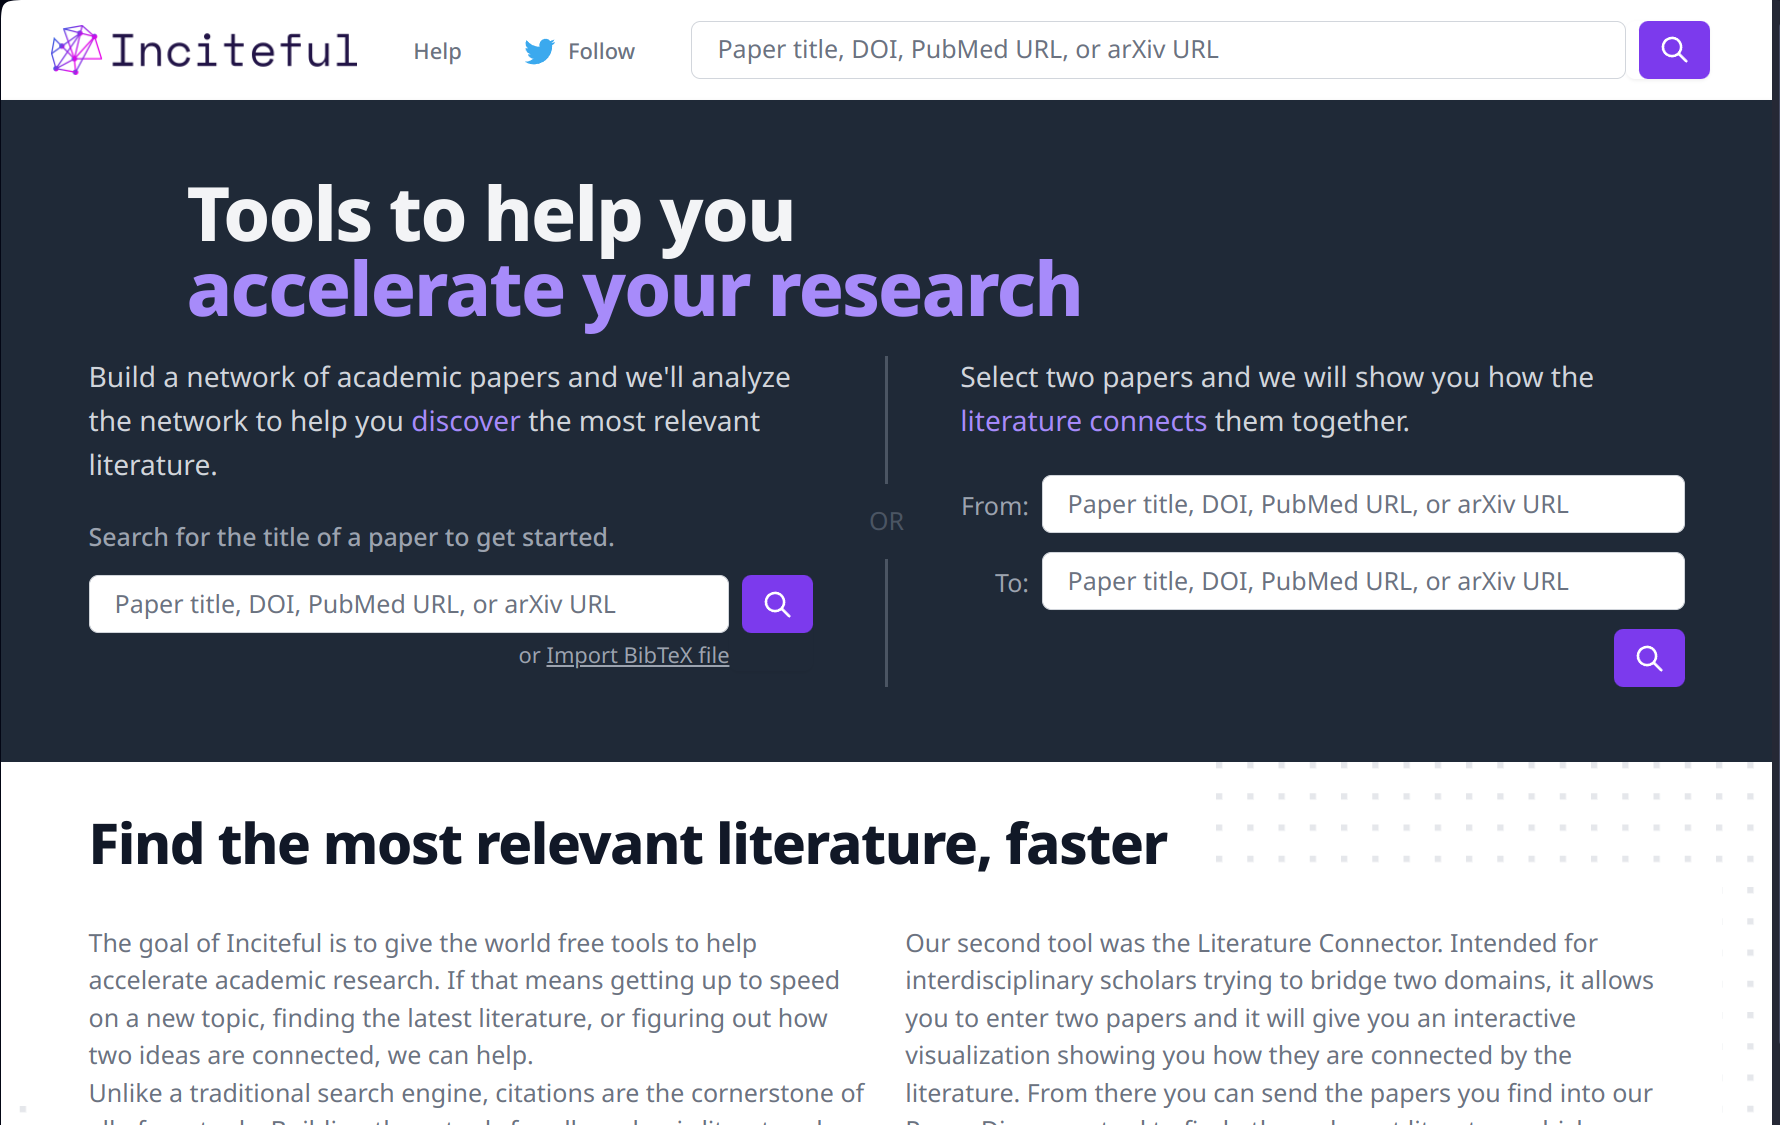 Inciteful
Help
Follow
Paper title, DOI, PubMed URL, or arXiv URL
Tools to help you
accelerate your research
Build a network of academic papers and we'll analyze
the network to help you discover the most relevant
literature.
Search for the title of a paper to get started.
Paper title, DOI, PubMed URL, or arXiv URL
or Import BibTeX file
OR
Select two papers and we will show you how the
literature connects them together.
From: Paper title, DOI, PubMed URL, or arXiv URL
To: Paper title, DOI, PubMed URL, or arXiv URL
Find the most relevant literature, faster
The goal of Inciteful is to give the world free tools to help
accelerate academic research. If that means getting up to speed
on a new topic, finding the latest literature, or figuring out how
two ideas are connected, we can help.
Unlike a traditional search engine, citations are the cornerstone of
Our second tool was the Literature Connector. Intended for
interdisciplinary scholars trying to bridge two domains, it allows
you to enter two papers and it will give you an interactive
visualization showing you how they are connected by the
literature. From there you can send the papers you find into our